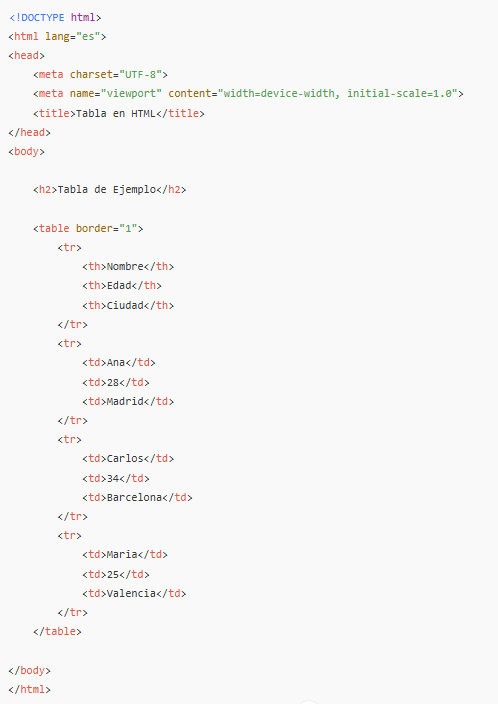 <!DOCTYPE html>
<html lang="es">
<head>
    <meta charset="UTF-8">
    <meta name="viewport" content="width=device-width, initial-scale=1.0">
    <title>Tabla en HTML</title>
</head>
<body>

    <h2>Tabla de Ejemplo</h2>

    <table border="1">
        <tr>
            <th>Nombre</th>
            <th>Edad</th>
            <th>Ciudad</th>
        </tr>
        <tr>
            <td>Ana</td>
            <td>28</td>
            <td>Madrid</td>
        </tr>
        <tr>
            <td>Carlos</td>
            <td>34</td>
            <td>Barcelona</td>
        </tr>
        <tr>
            <td>Maria</td>
            <td>25</td>
            <td>Valencia</td>
        </tr>
    </table>

</body>
</html>